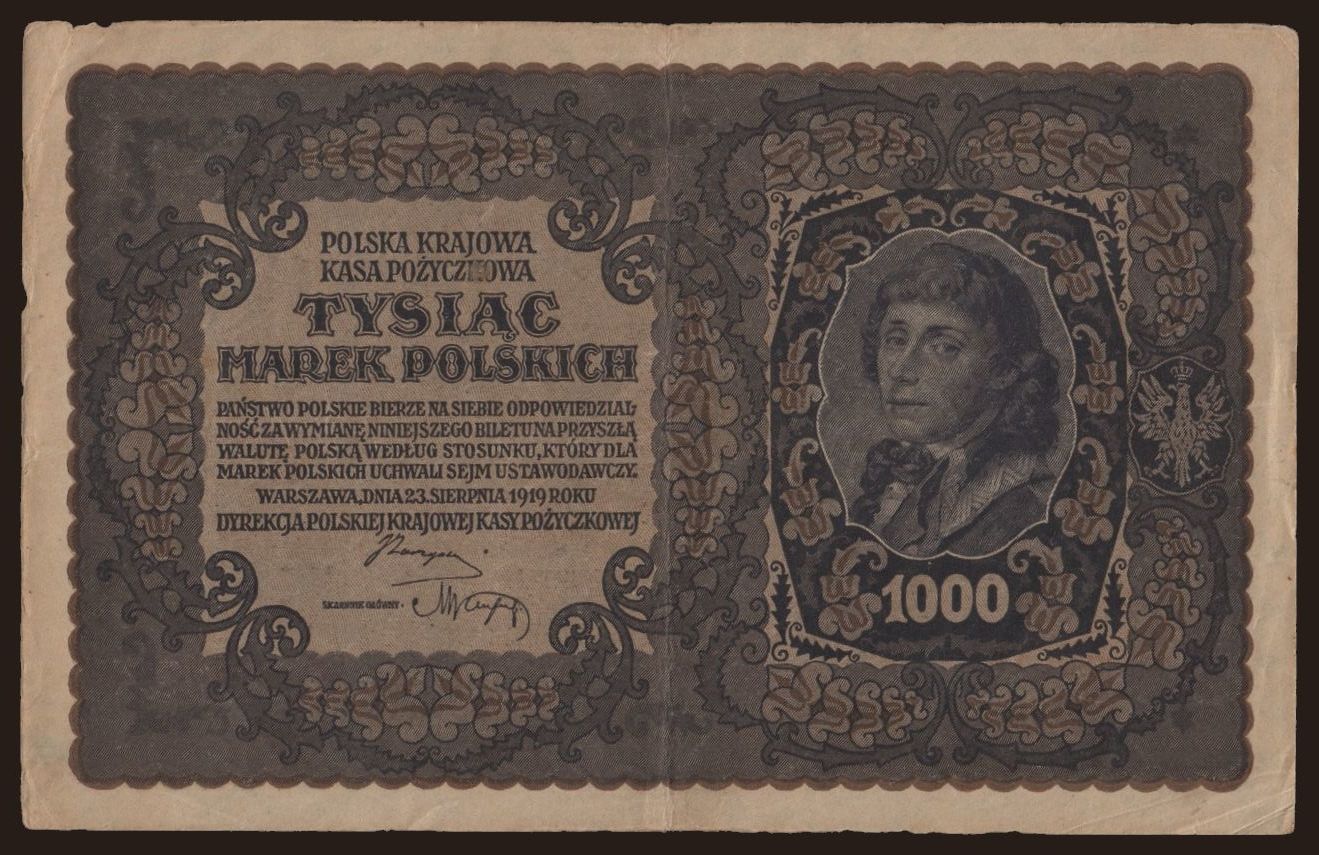 POLSKA KRAJOWA
KASA POŻYCZKOWA
TYSIĄC
MAREK POLSKICH
PAŃSTWO POLSKIE BIERZE NA SIEBIE ODPOWIEDZIAL
NOŚĆ ZA WYMIANĘ NINIEJSZEGO BILETU NA PRZYSZŁĄ
WALUTĘ POLSKĄ WEDŁUG STOSUNKU, KTÓRY DLA
MAREK POLSKICH UCHWALI SEJM USTAWODAWCZY.
WARSZAWA, DNIA 23. SIERPNIA 1919 ROKU
DYREKCJA POLSKIEJ KRAJOWEJ KASY POŻYCZKOWEJ
SKARBNIK GŁÓWNY
1000